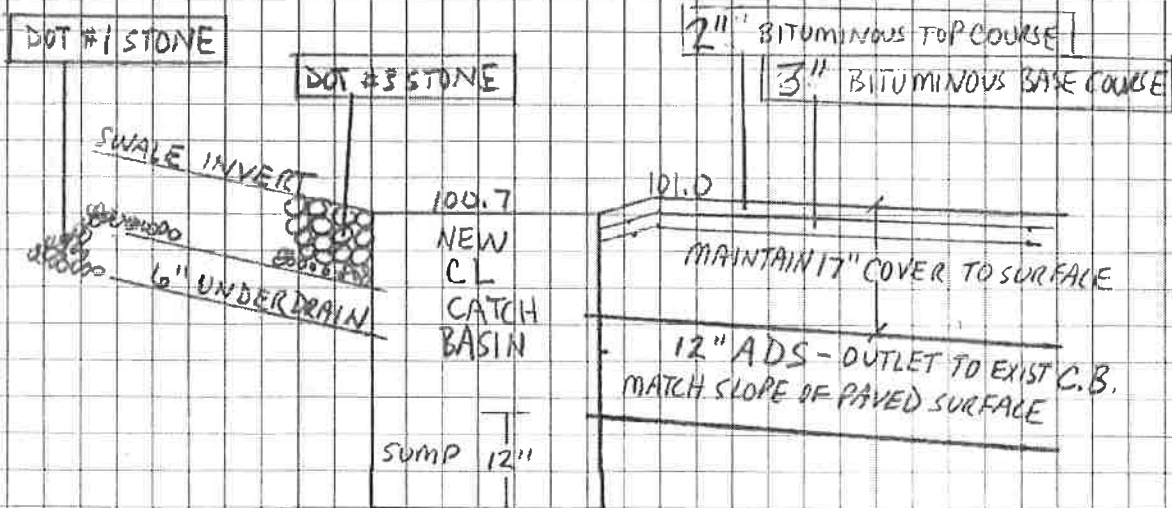 DOT #1 STONE
DOT #3 STONE
2" BITUMINOUS TOP COURSE
3" BITUMINOUS BASE COURSE
SWALE INVERT
6" UNDERDRAIN
100.7
NEW
CL
CATCH
BASIN
SUMP 12"
101.0
MAINTAIN 17" COVER TO SURFACE
12" ADS - OUTLET TO EXIST C.B.
MATCH SLOPE OF PAVED SURFACE